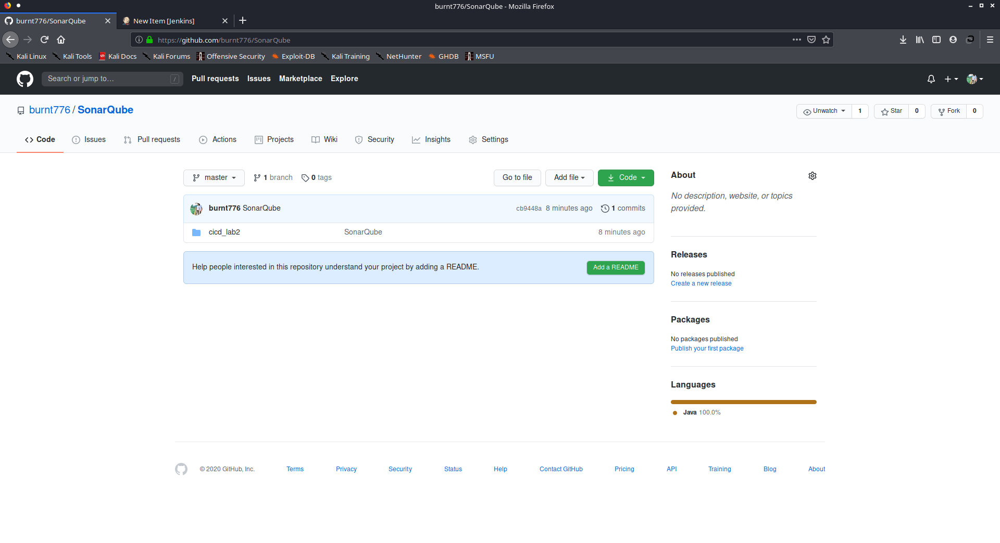 burnt776/SonarQube - Mozilla Firefox
burnt776/SonarQube
New Item [Jenkins]
https://github.com/burnt776/SonarQube
Kali Linux Kali Tools Kali Docs Kali Forums Offensive Security Exploit-DB Kali Training NetHunter GHDB MSFU
Search or jump to… / Pull requests Issues Marketplace Explore
burnt776 / SonarQube
Unwatch 1 Star 0 Fork 0
Code Issues Pull requests Actions Projects Wiki Security Insights Settings
master 1 branch 0 tags Go to file Add file Code
burnt776 SonarQube cb9448a 8 minutes ago 1 commits
cicd_lab2 SonarQube 8 minutes ago
Help people interested in this repository understand your project by adding a README. Add a README
About
No description, website, or topics
provided.
Releases
No releases published
Create a new release
Packages
No packages published
Publish your first package
Languages
Java 100.0%
© 2020 GitHub, Inc. Terms Privacy Security Status Help Contact GitHub Pricing API Training Blog About